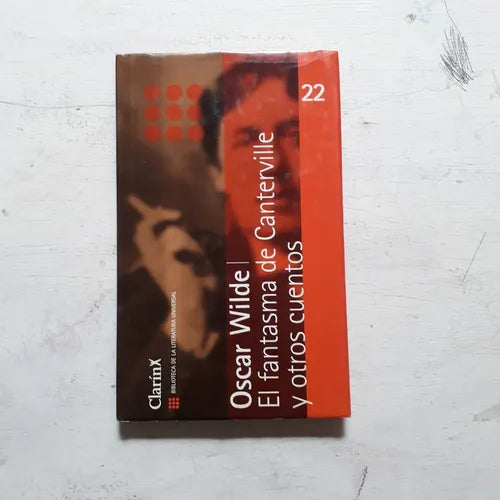 22
Oscar Wilde
El fantasma de Canterville
y otros cuentos
Clarín
BIBLIOTECA DE LA LITERATURA UNIVERSAL